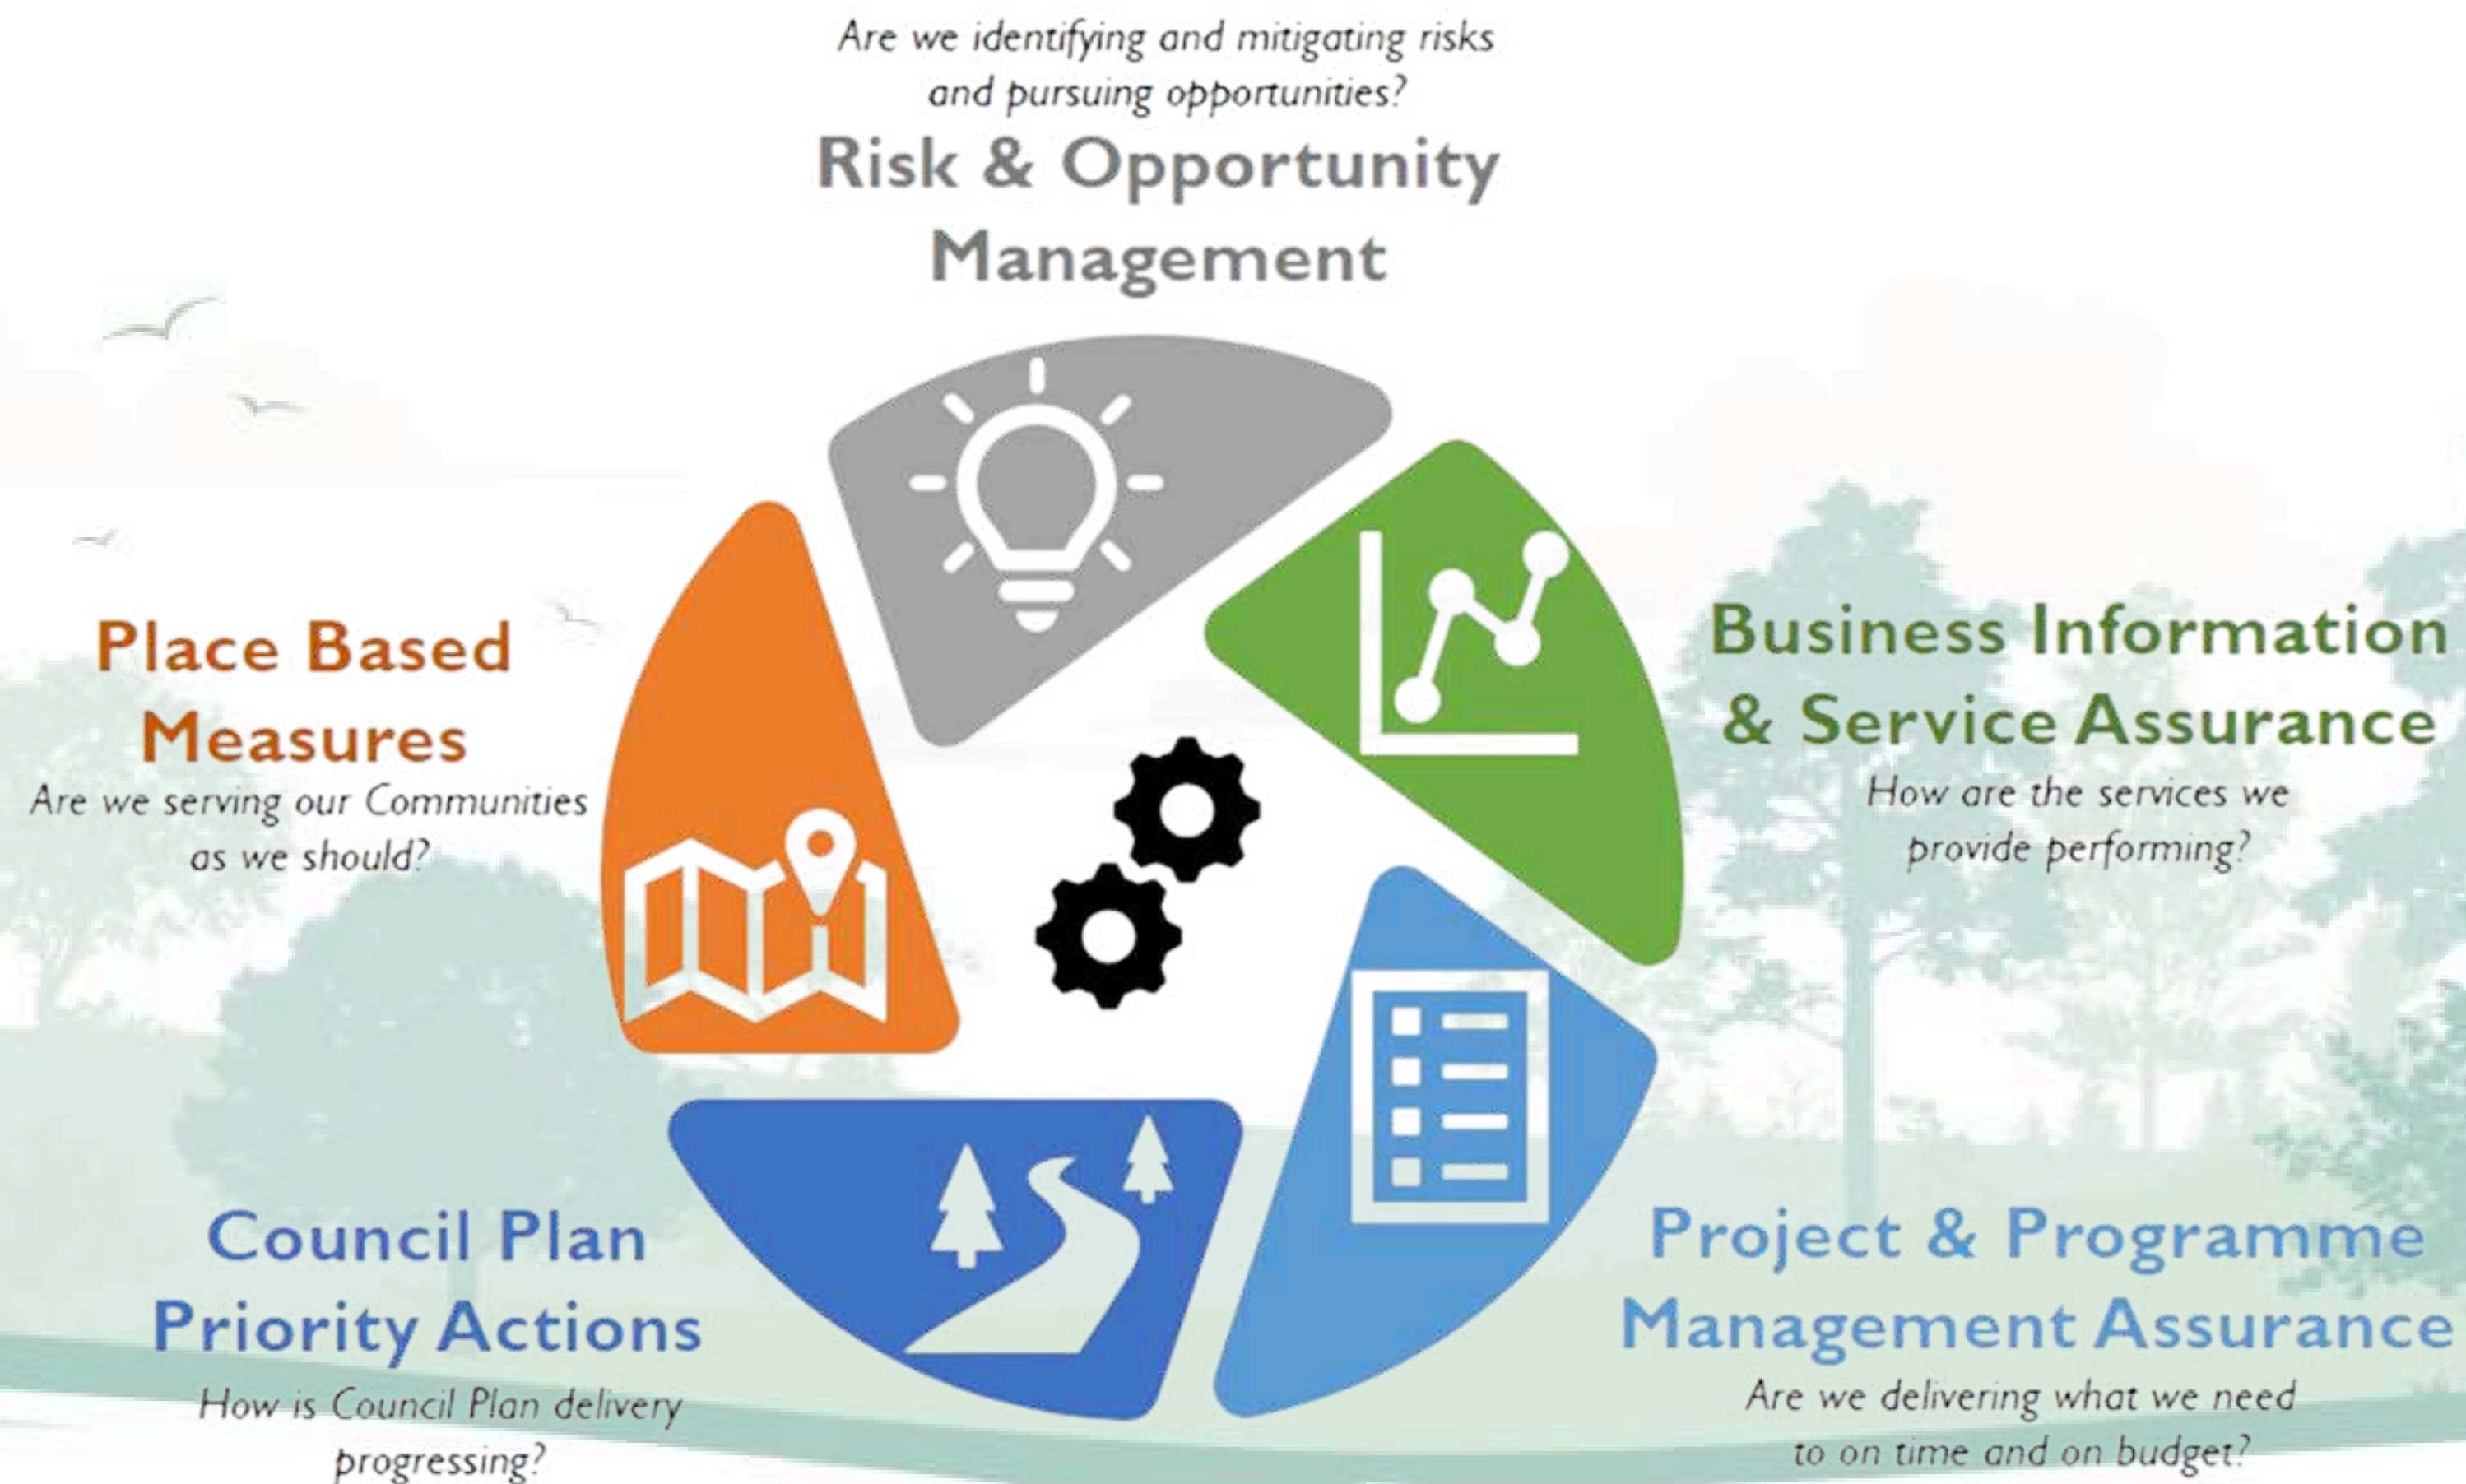 Are we identifying and mitigating risks
and pursuing opportunities?
Risk & Opportunity
Management
Place Based
Measures
Are we serving our Communities
as we should?
Business Information
& Service Assurance
How are the services we
provide performing?
Council Plan
Priority Actions
How is Council Plan delivery
progressing?
Project & Programme
Management Assurance
Are we delivering what we need
to on time and on budget?